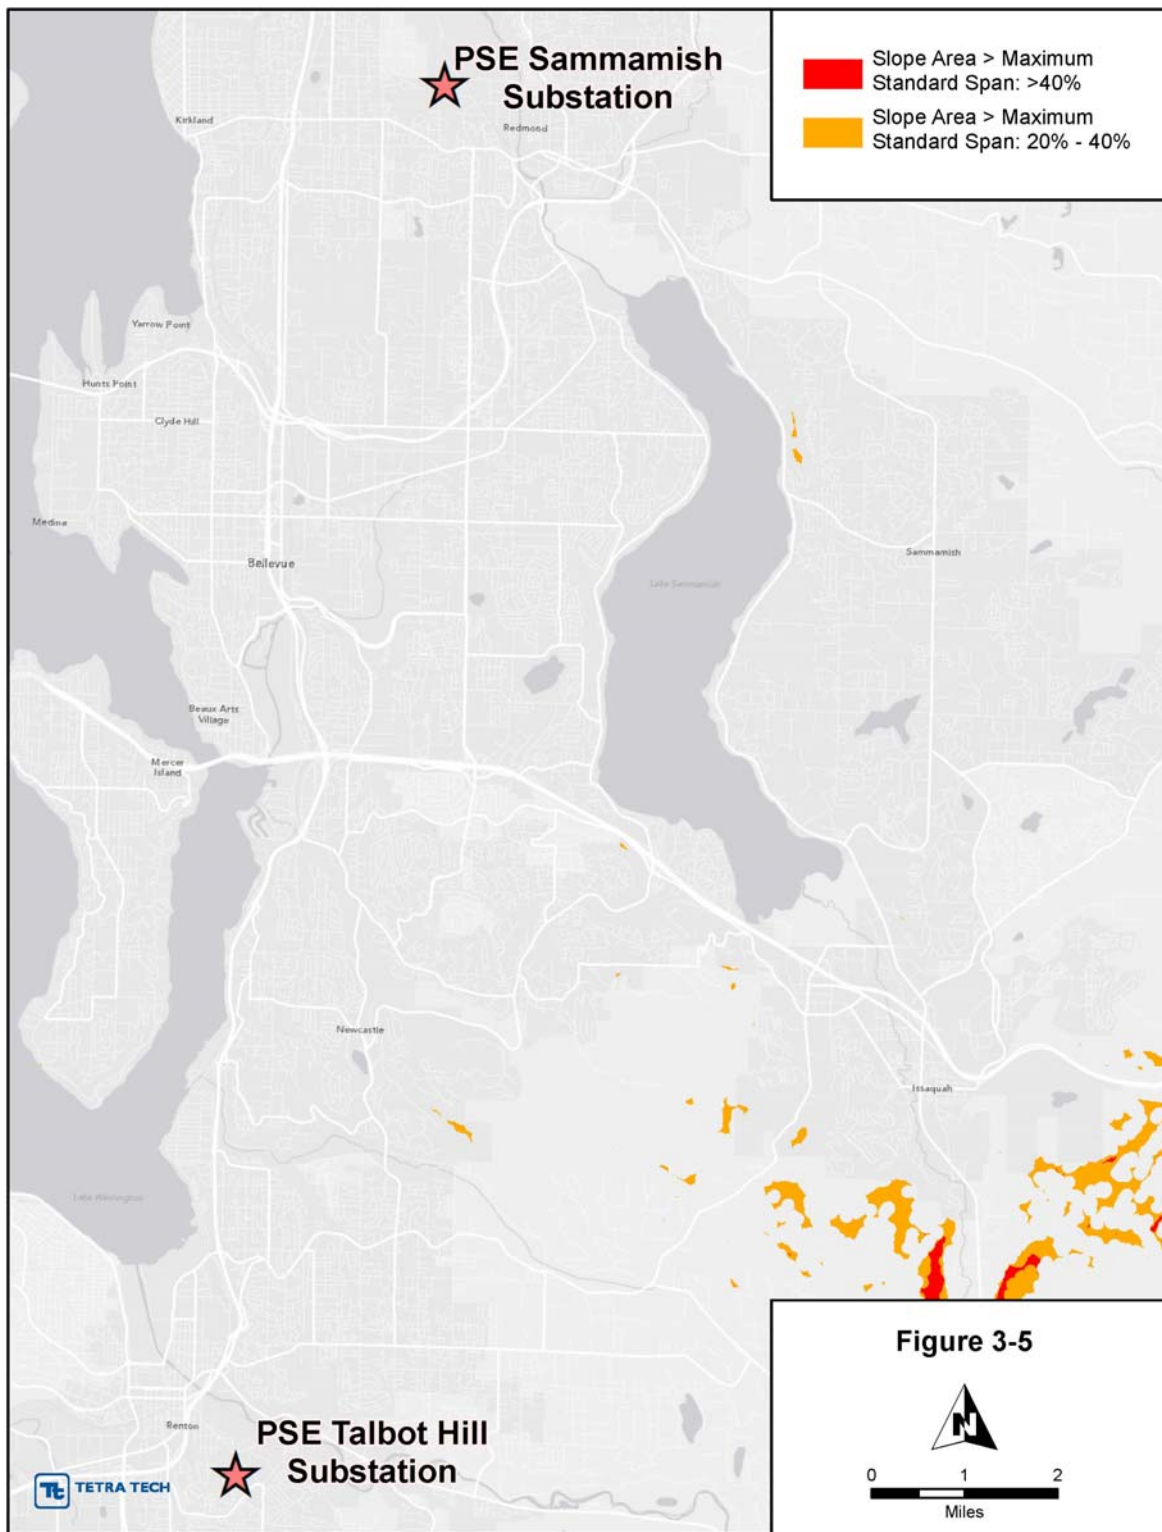 PSE Sammamish
Substation
Slope Area > Maximum
Standard Span: >40%
Slope Area > Maximum
Standard Span: 20% - 40%
Kirkland
Redmond
Yarrow Point
Hunts Point
Clyde Hill
Medina
Bellevue
Sammamish
Lake Sammamish
Beaux Arts
Village
Mercer
Island
Newcastle
Issaquah
Lake Washington
Renton
PSE Talbot Hill
Substation
Tt TETRA TECH
Figure 3-5
N
0 1 2
Miles